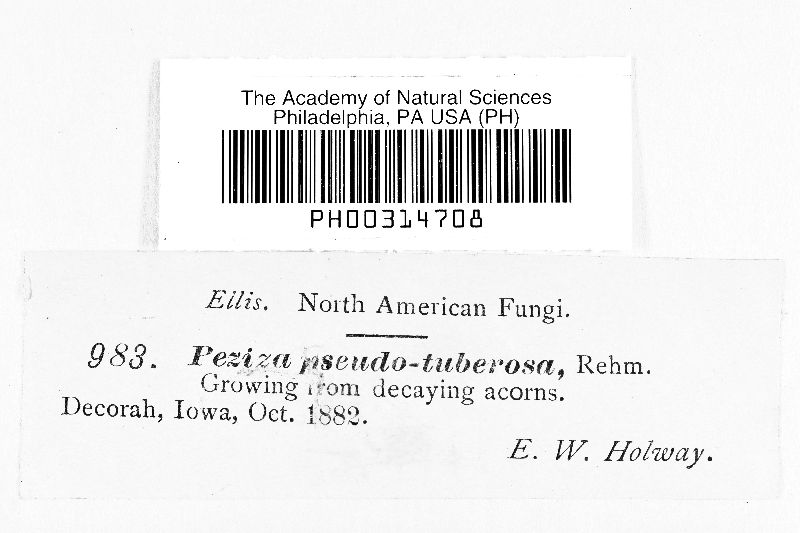 The Academy of Natural Sciences
Philadelphia, PA USA (PH)
PH00314708
Ellis. North American Fungi.
983. Peziza pseudo-tuberosa, Rehm.
Growing from decaying acorns.
Decorah, Iowa, Oct. 1882.
E. W. Holway.